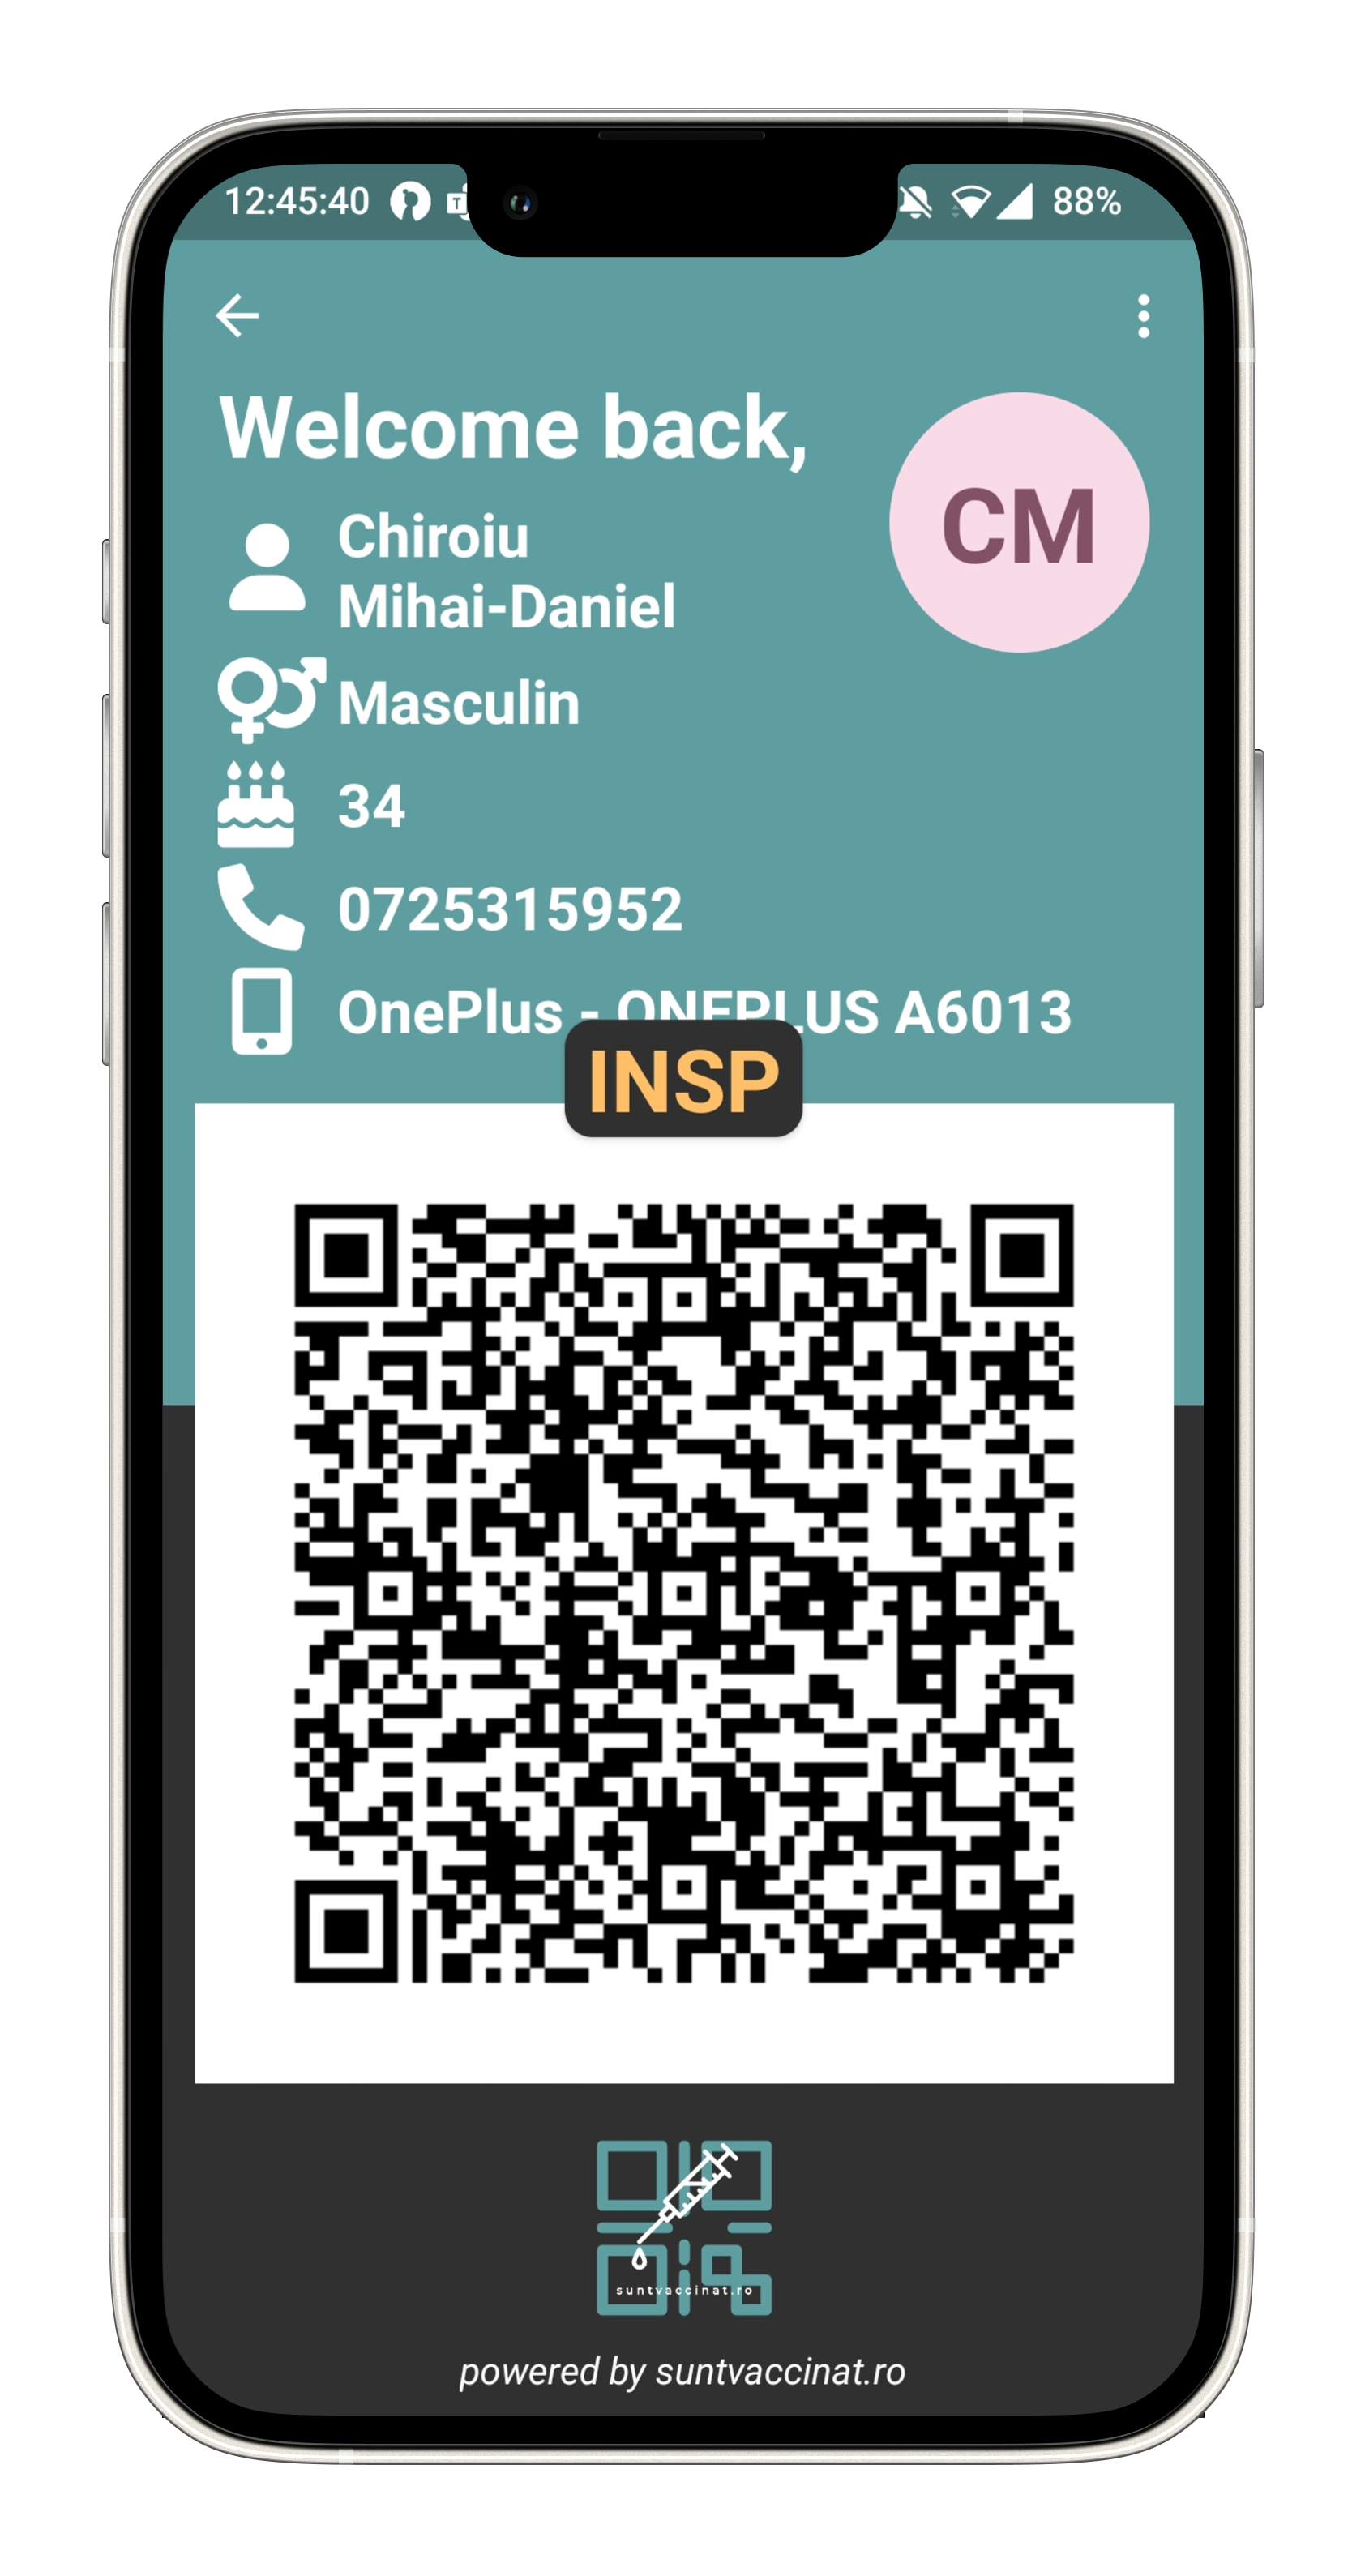 12:45:40
88%
Welcome back,
CM
Chiroiu
Mihai-Daniel
Masculin
34
0725315952
OnePlus - ONEPLUS A6013
INSP
suntvaccinat.ro
powered by suntvaccinat.ro